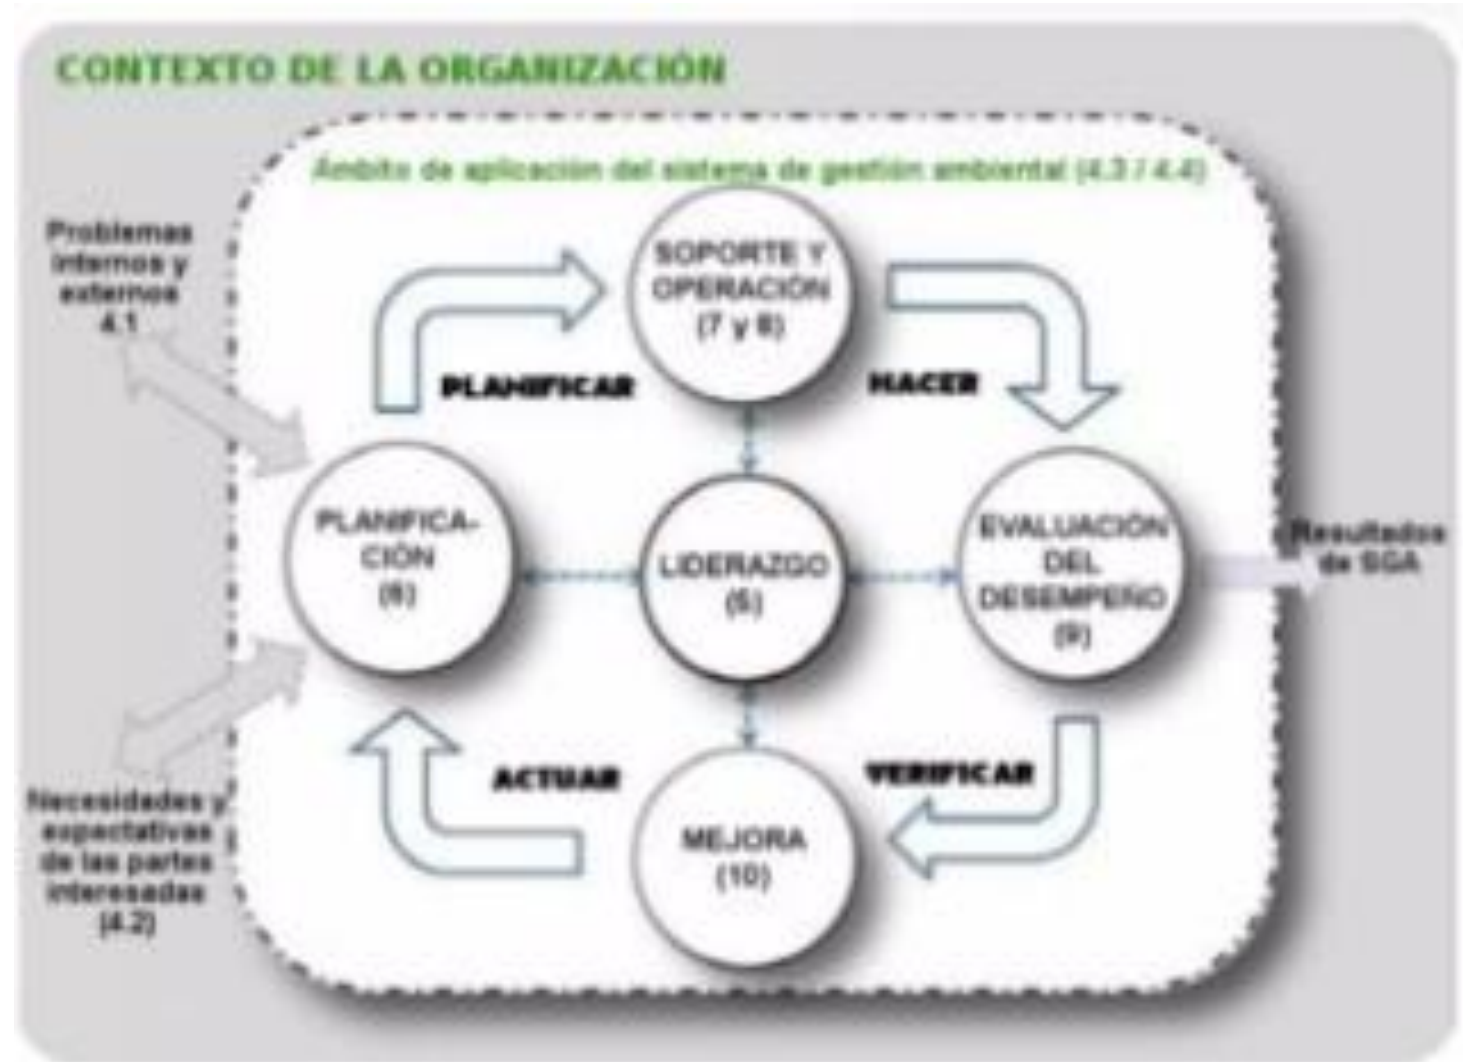 CONTEXTO DE LA ORGANIZACIÓN
Ámbito de aplicación del sistema de gestión ambiental (4.3 / 4.4)
Problemas
internos y
externos
4.1
SOPORTE Y
OPERACIÓN
(7 y 8)
PLANIFICAR
HACER
PLANIFICA-
CIÓN
(6)
LIDERAZGO
(5)
EVALUACIÓN
DEL
DESEMPEÑO
(9)
Resultados
de SGA
ACTUAR
VERIFICAR
MEJORA
(10)
Necesidades y
expectativas
de las partes
interesadas
(4.2)